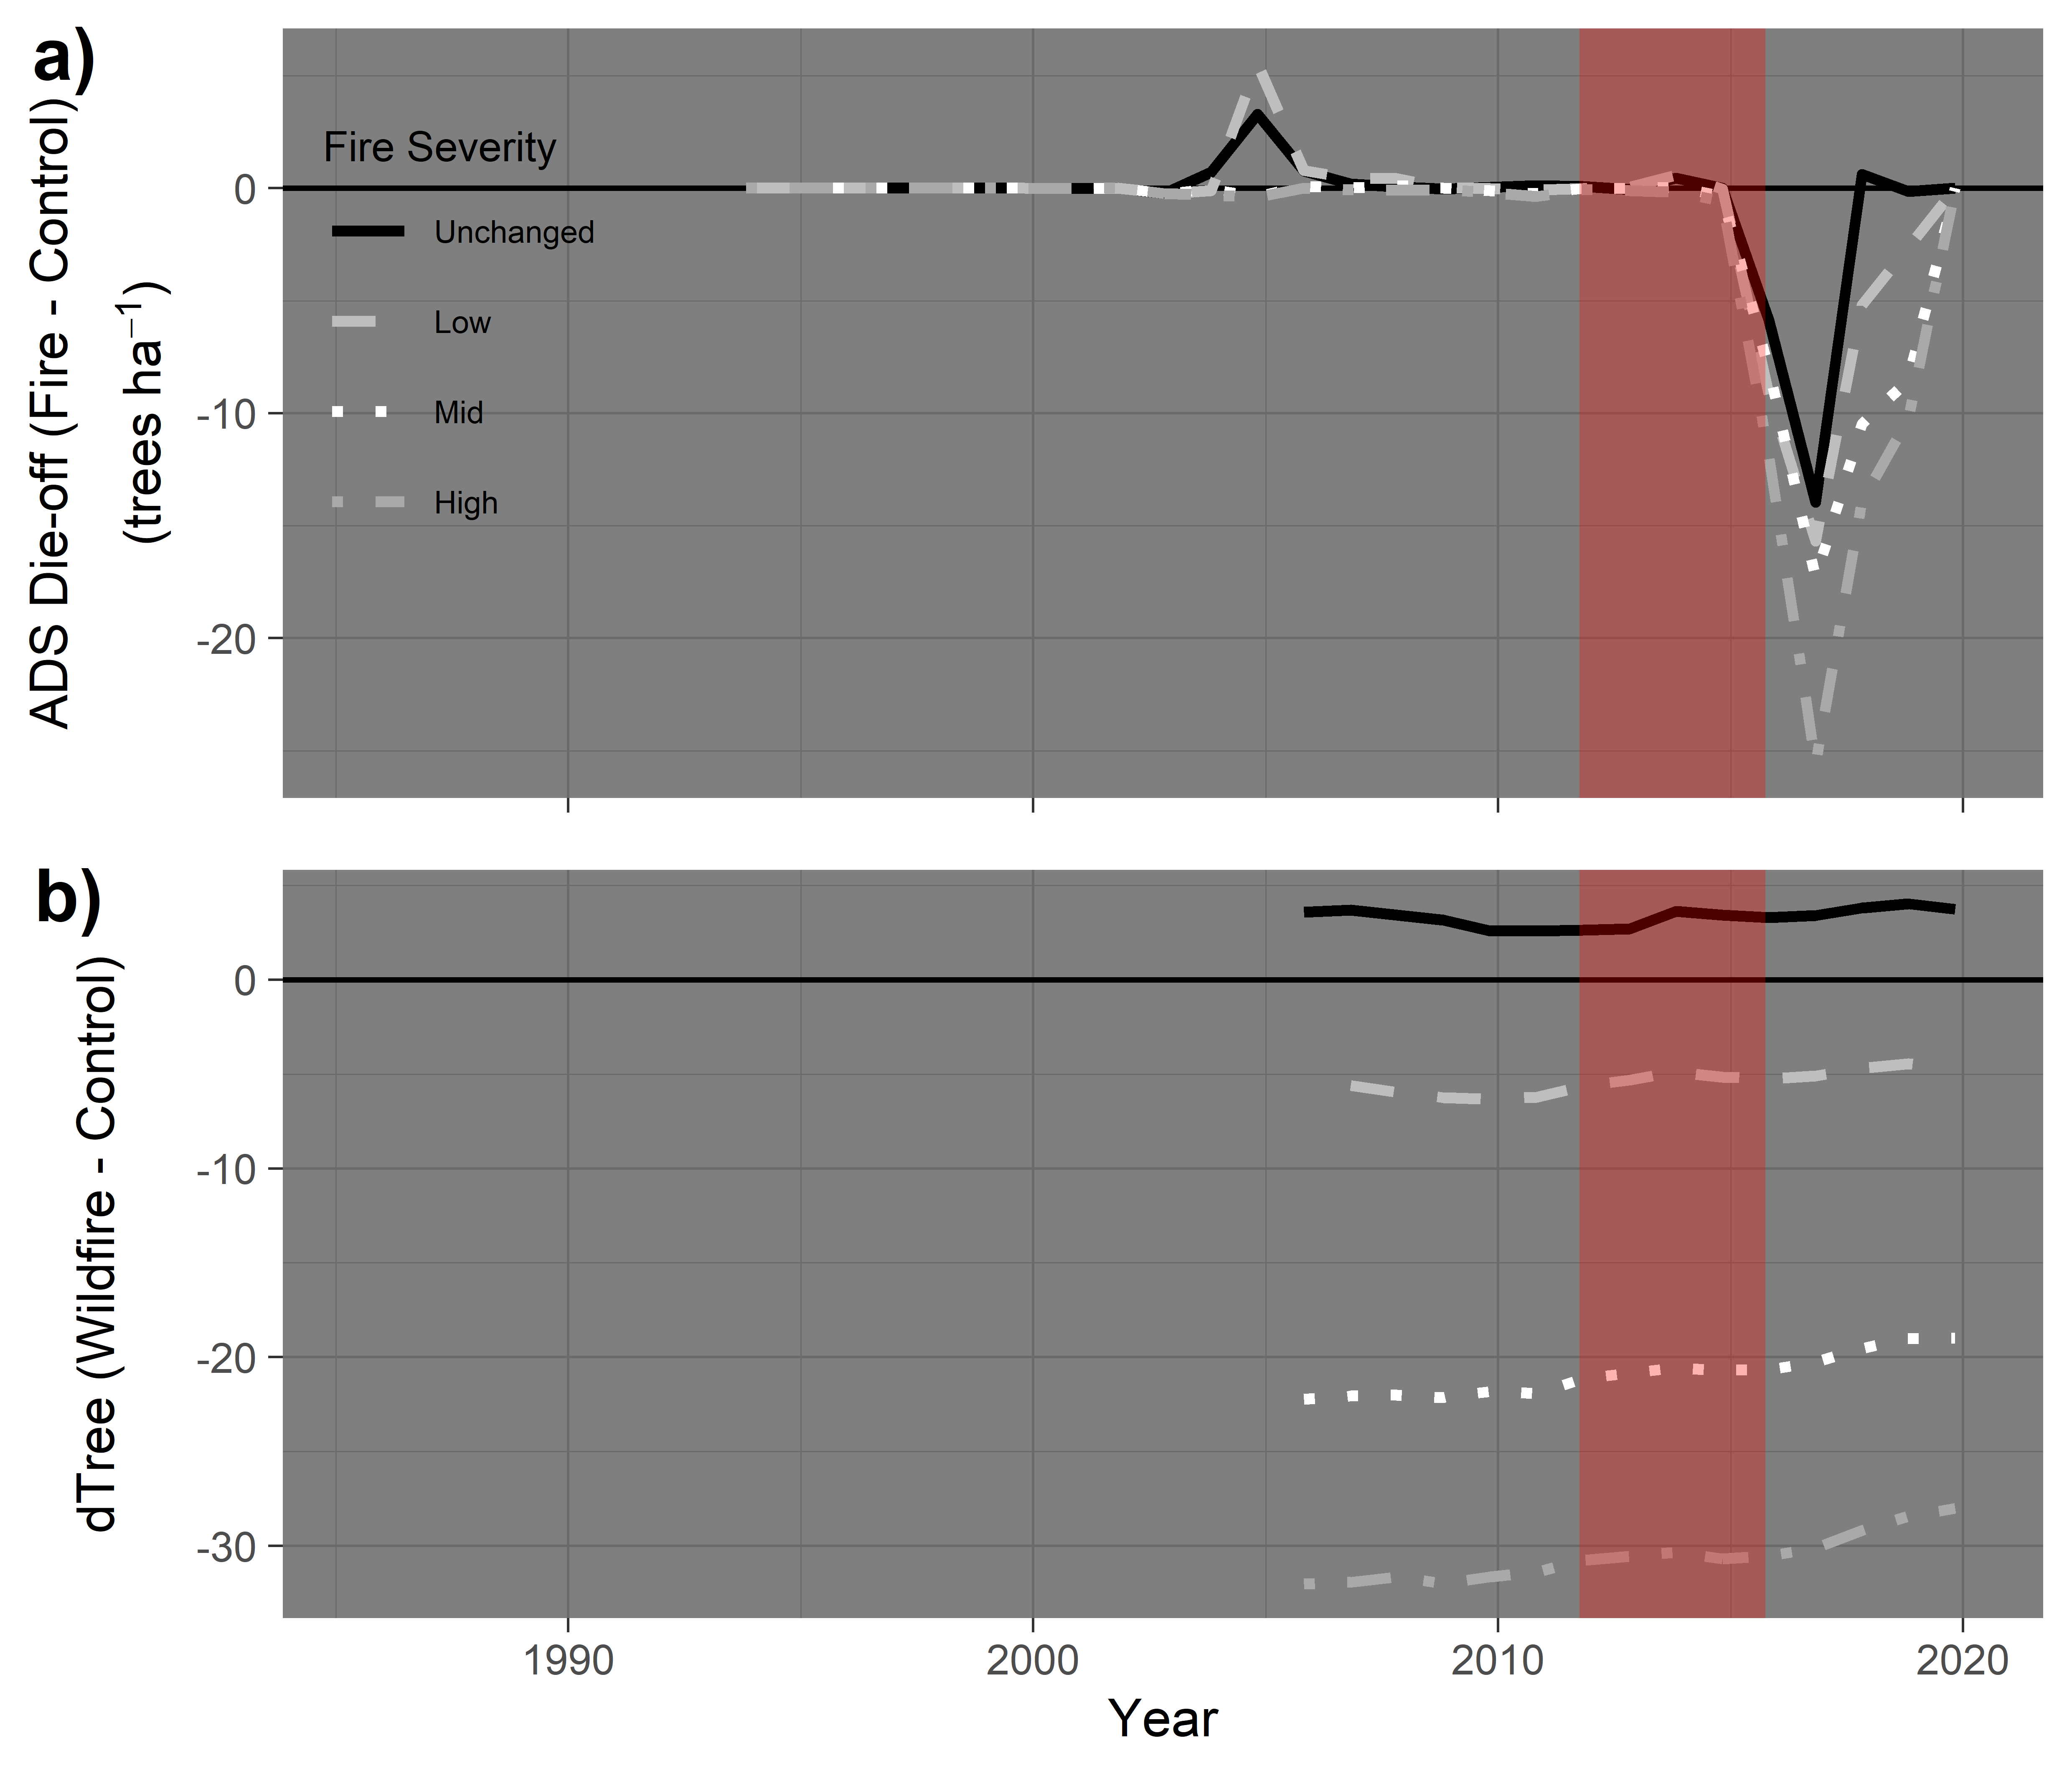 a)
ADS Die-off (Fire - Control)
(trees ha⁻¹)
0
-10
-20
Fire Severity
Unchanged
Low
Mid
High
b)
dTree (Wildfire - Control)
0
-10
-20
-30
1990
2000
2010
2020
Year